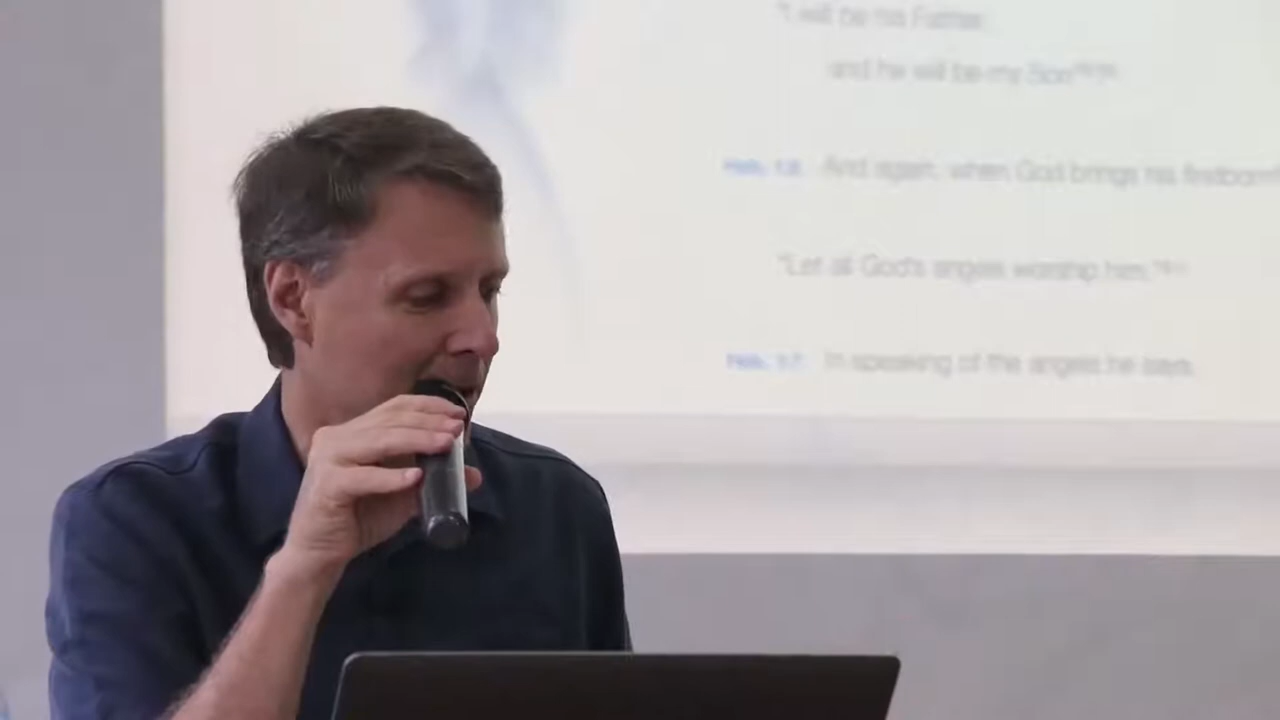 "I will be his Father,
and he will be my Son"
Heb. 1:6 And again, when God brings his firstborn
"Let all God's angels worship him."
Heb. 1:7 In speaking of the angels he says,